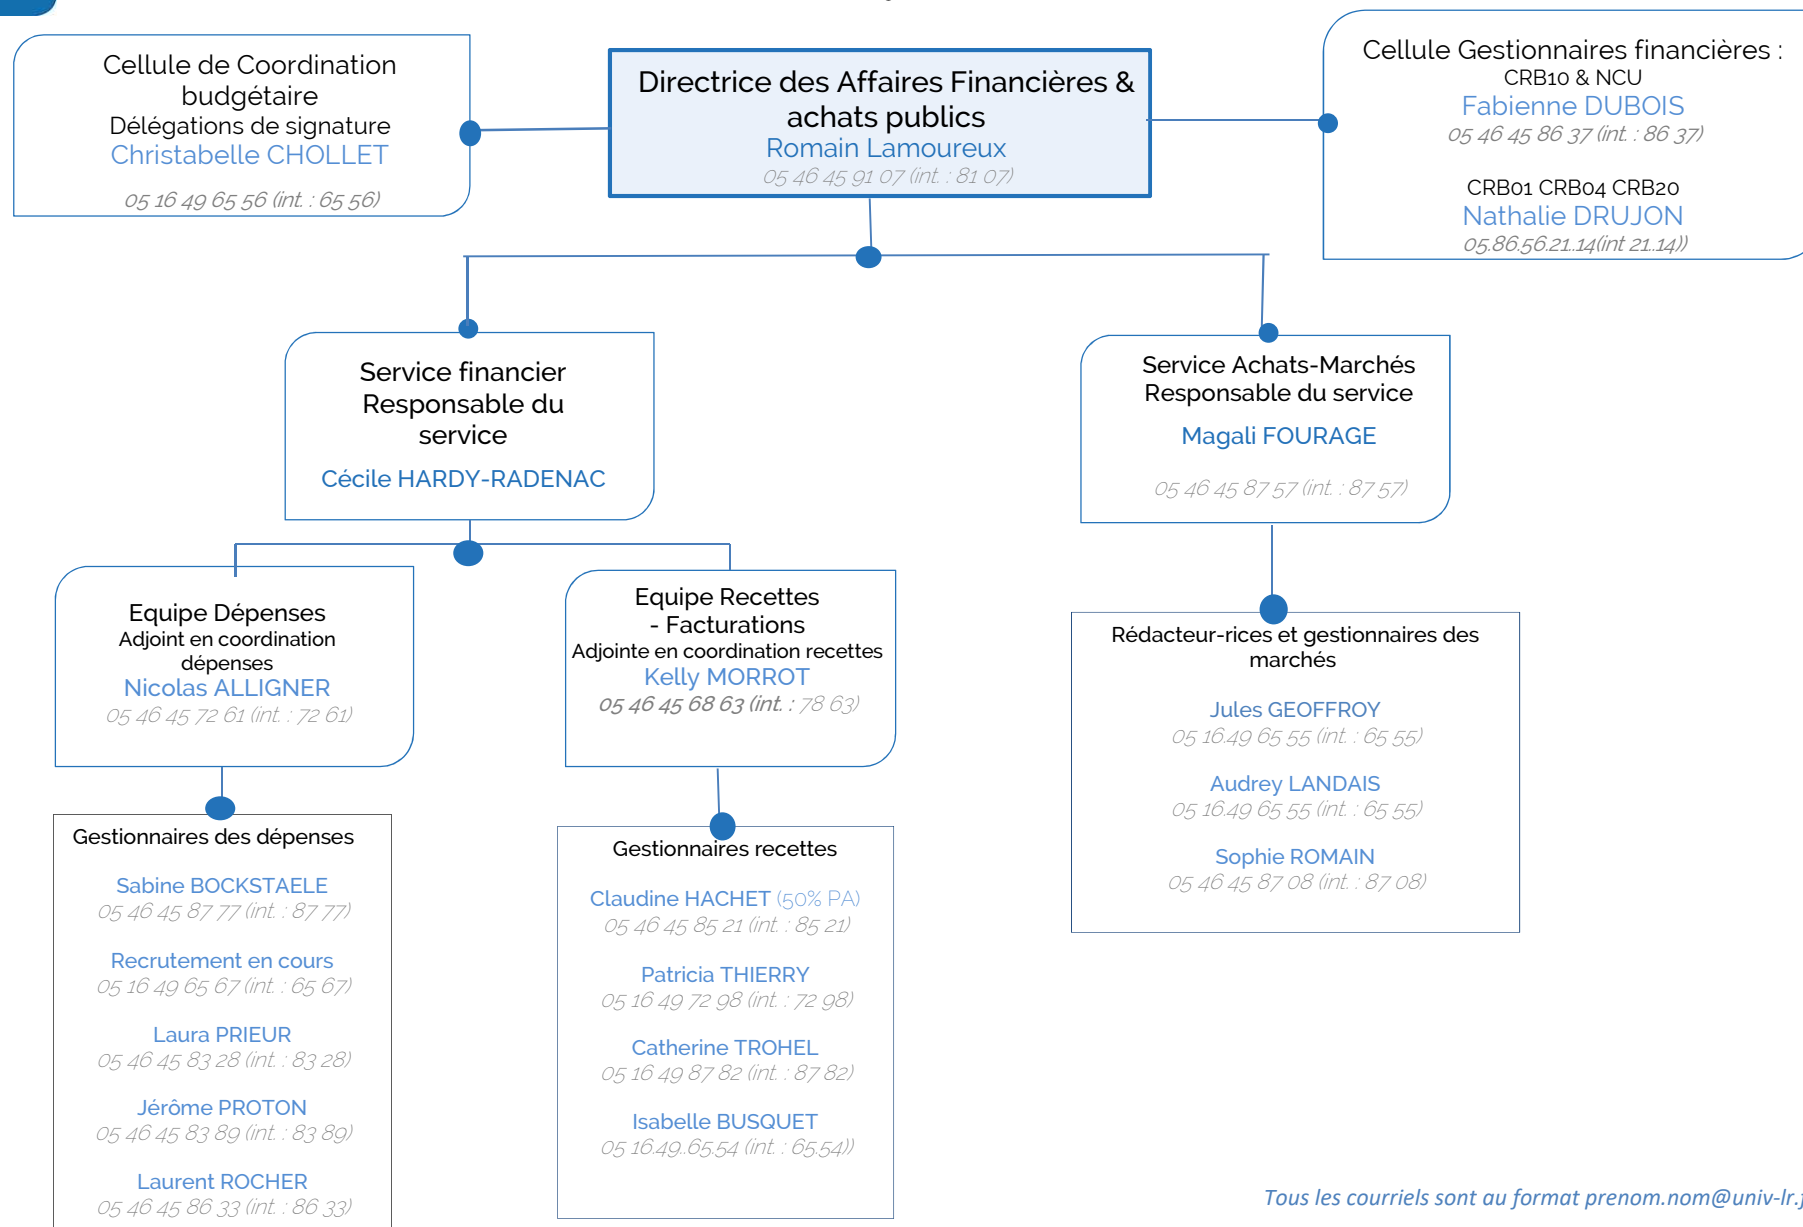 Cellule de Coordination
budgétaire
Délégations de signature
Christabelle CHOLLET
05 16 49 65 56 (int. : 65 56)
Directrice des Affaires Financières &
achats publics
Romain Lamoureux
05 46 45 91 07 (int. : 81 07)
Cellule Gestionnaires financières :
CRB10 & NCU
Fabienne DUBOIS
05 46 45 86 37 (int. : 86 37)
CRB01 CRB04 CRB20
Nathalie DRUJON
05.86.56.21..14(int 21..14))
Service financier
Responsable du
service
Cécile HARDY-RADENAC
Service Achats-Marchés
Responsable du service
Magali FOURAGE
05 46 45 87 57 (int. : 87 57)
Equipe Dépenses
Adjoint en coordination
dépenses
Nicolas ALLIGNER
05 46 45 72 61 (int. : 72 61)
Equipe Recettes
- Facturations
Adjointe en coordination recettes
Kelly MORROT
05 46 45 68 63 (int. : 78 63)
Rédacteur-rices et gestionnaires des
marchés
Jules GEOFFROY
05 16.49 65 55 (int. : 65 55)
Audrey LANDAIS
05 16.49 65 55 (int. : 65 55)
Sophie ROMAIN
05 46 45 87 08 (int. : 87 08)
Gestionnaires des dépenses
Sabine BOCKSTAELE
05 46 45 87 77 (int. : 87 77)
Recrutement en cours
05 16 49 65 67 (int. : 65 67)
Laura PRIEUR
05 46 45 83 28 (int. : 83 28)
Jérôme PROTON
05 46 45 83 89 (int. : 83 89)
Laurent ROCHER
05 46 45 86 33 (int. : 86 33)
Gestionnaires recettes
Claudine HACHET (50% PA)
05 46 45 85 21 (int. : 85 21)
Patricia THIERRY
05 16 49 72 98 (int. : 72 98)
Catherine TROHEL
05 16 49 87 82 (int. : 87 82)
Isabelle BUSQUET
05 16.49..65.54 (int. : 65.54))
Tous les courriels sont au format prenom.nom@univ-lr.f